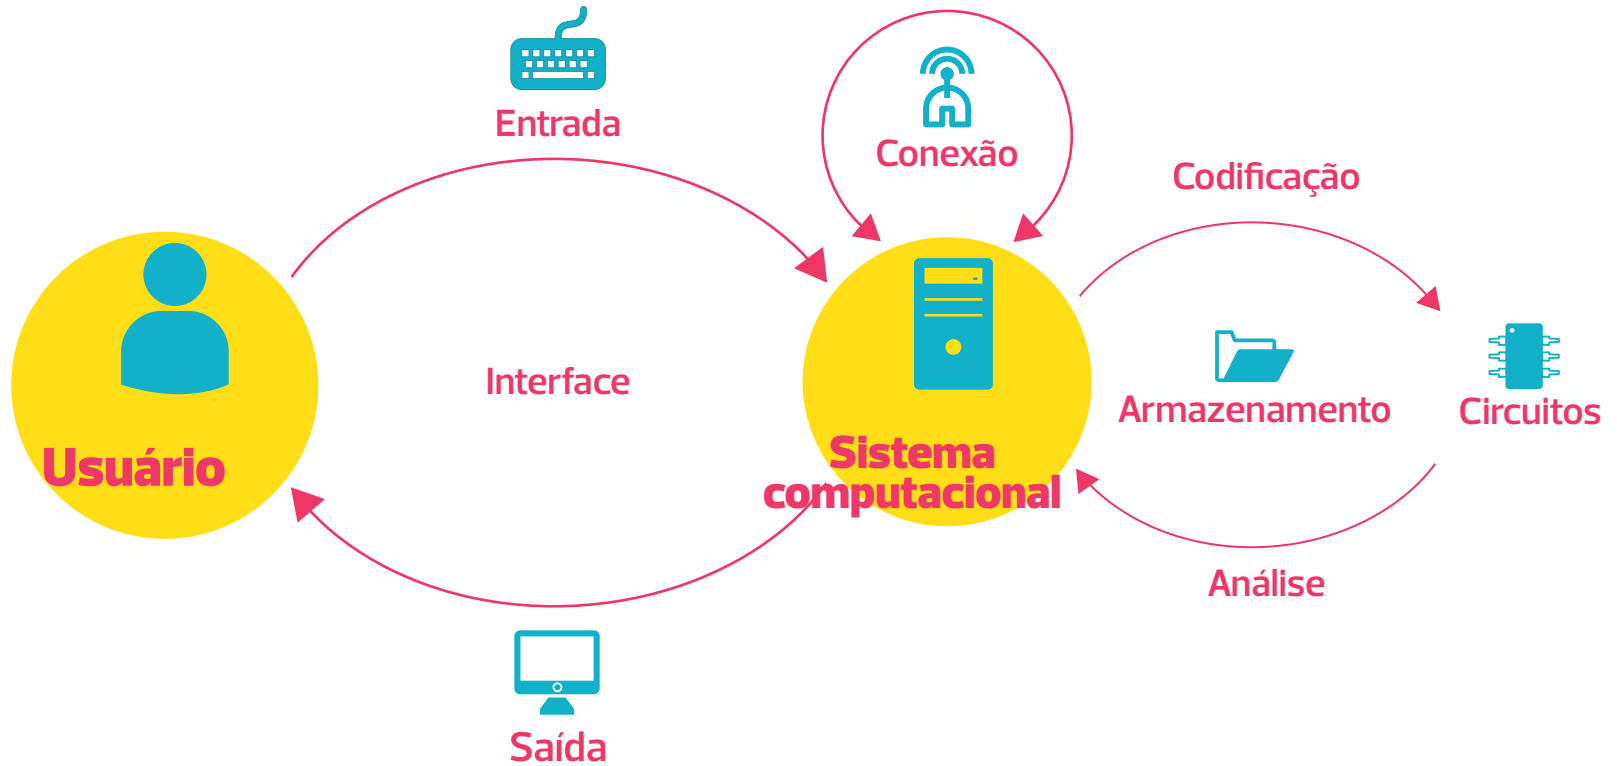 Entrada
Conexão
Codificação
Interface
Armazenamento
Circuitos
Usuário
Sistema
computacional
Análise
Saída